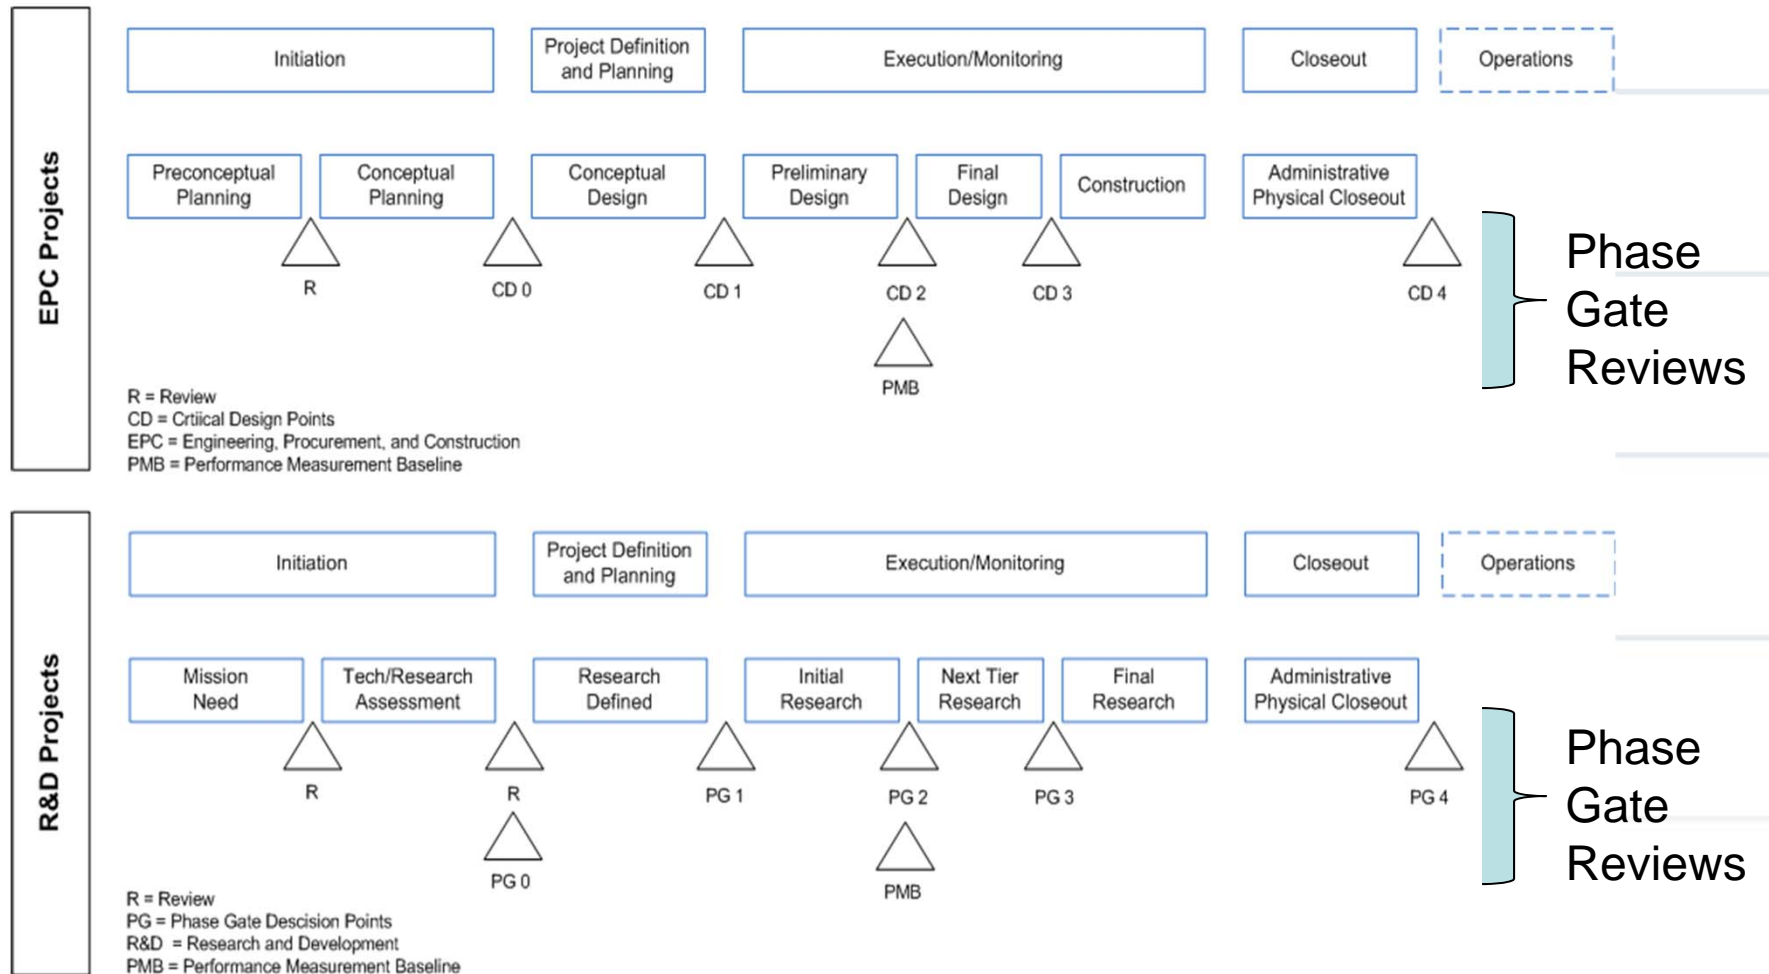 EPC Projects
Initiation
Project Definition
and Planning
Execution/Monitoring
Closeout
Operations
Preconceptual
Planning
Conceptual
Planning
Conceptual
Design
Preliminary
Design
Final
Design
Construction
Administrative
Physical Closeout
R
CD 0
CD 1
CD 2
CD 3
CD 4
PMB
Phase
Gate
Reviews
R = Review
CD = Crtiical Design Points
EPC = Engineering, Procurement, and Construction
PMB = Performance Measurement Baseline
R&D Projects
Initiation
Project Definition
and Planning
Execution/Monitoring
Closeout
Operations
Mission
Need
Tech/Research
Assessment
Research
Defined
Initial
Research
Next Tier
Research
Final
Research
Administrative
Physical Closeout
R
R
PG 1
PG 2
PG 3
PG 4
PG 0
PMB
Phase
Gate
Reviews
R = Review
PG = Phase Gate Descision Points
R&D = Research and Development
PMB = Performance Measurement Baseline